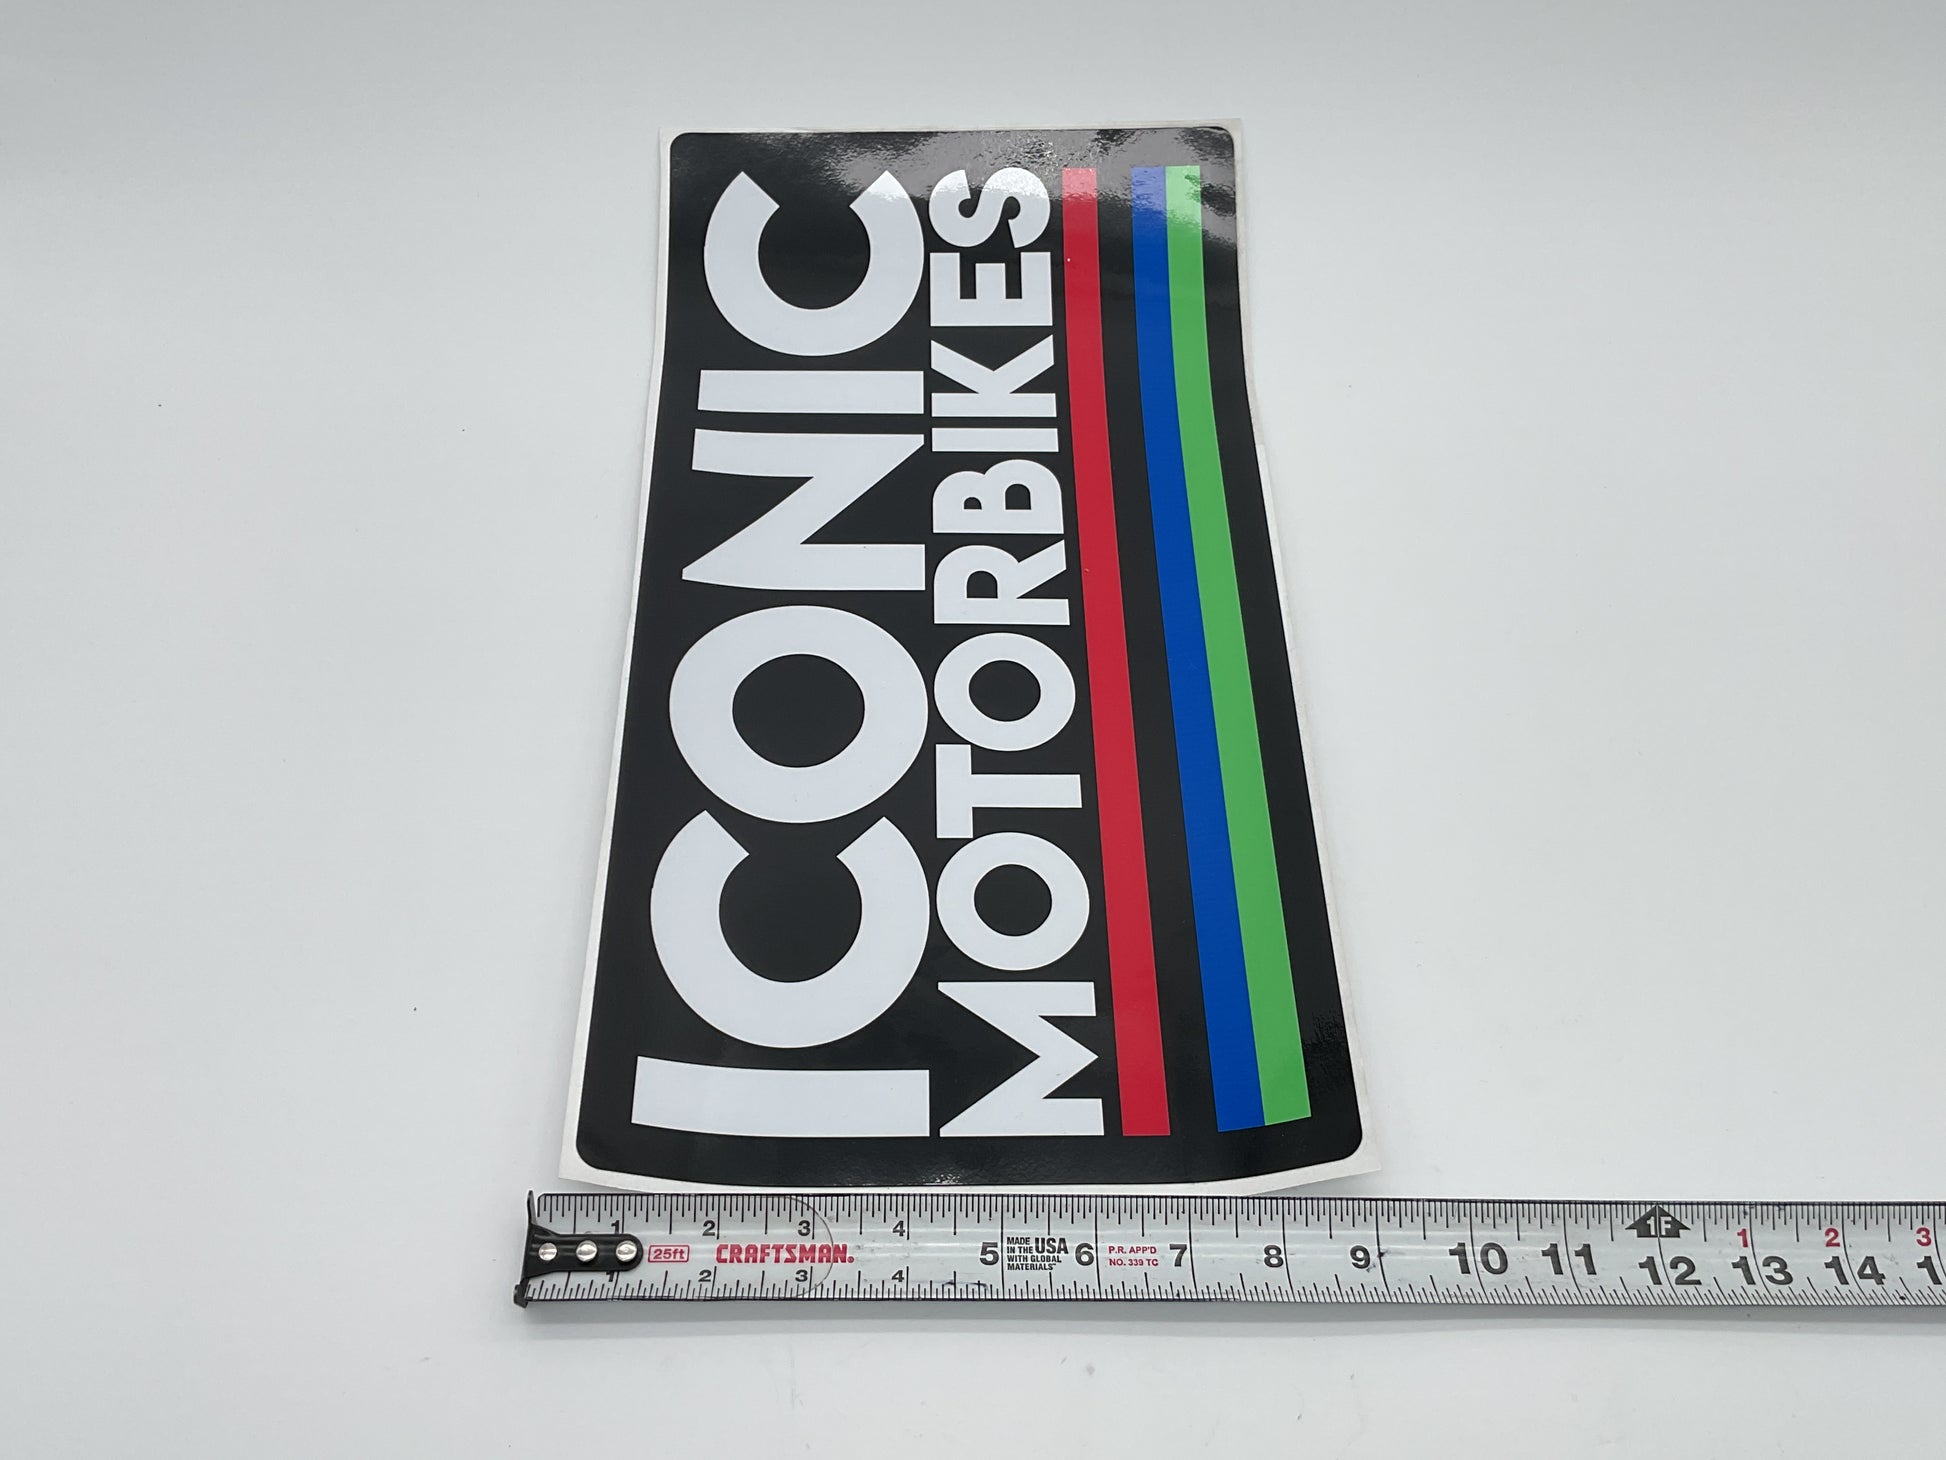 ICONIC
MOTORBIKES
1 2 3 4
25ft CRAFTSMAN. 5 MADE IN THE USA WITH GLOBAL MATERIALS 6 P.R. APP'D NO. 339 TC 7 8 9 10 11 1F 12 1 13 2 14 3
1 2 3 4